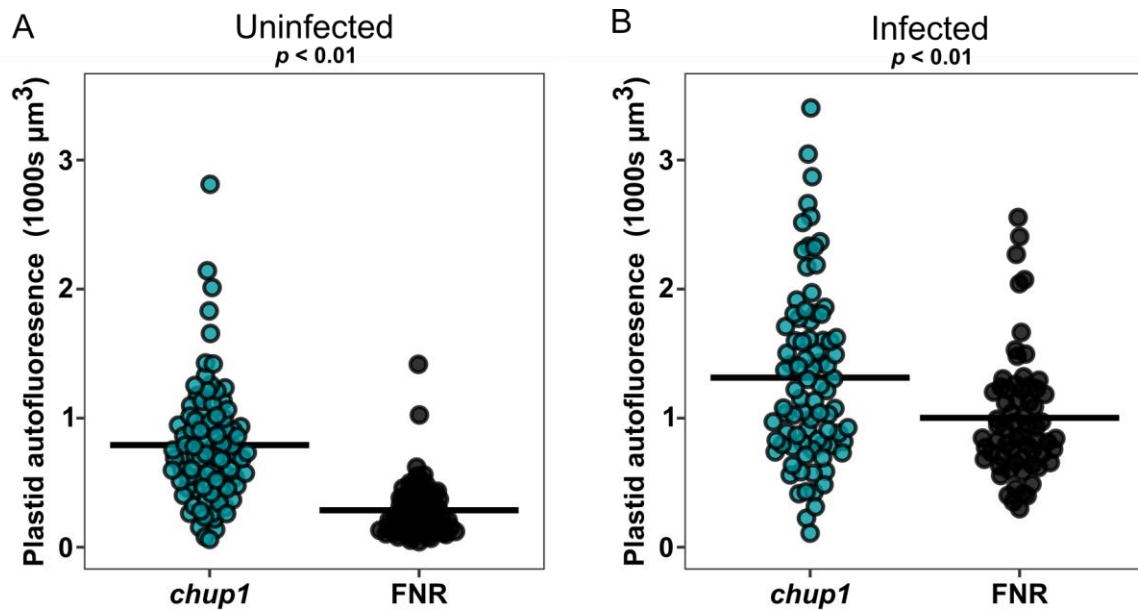 A
Uninfected
p < 0.01
Plastid autofluoresence (1000s µm³)
3
2
1
0
chup1 FNR
B
Infected
p < 0.01
Plastid autofluoresence (1000s µm³)
3
2
1
0
chup1 FNR